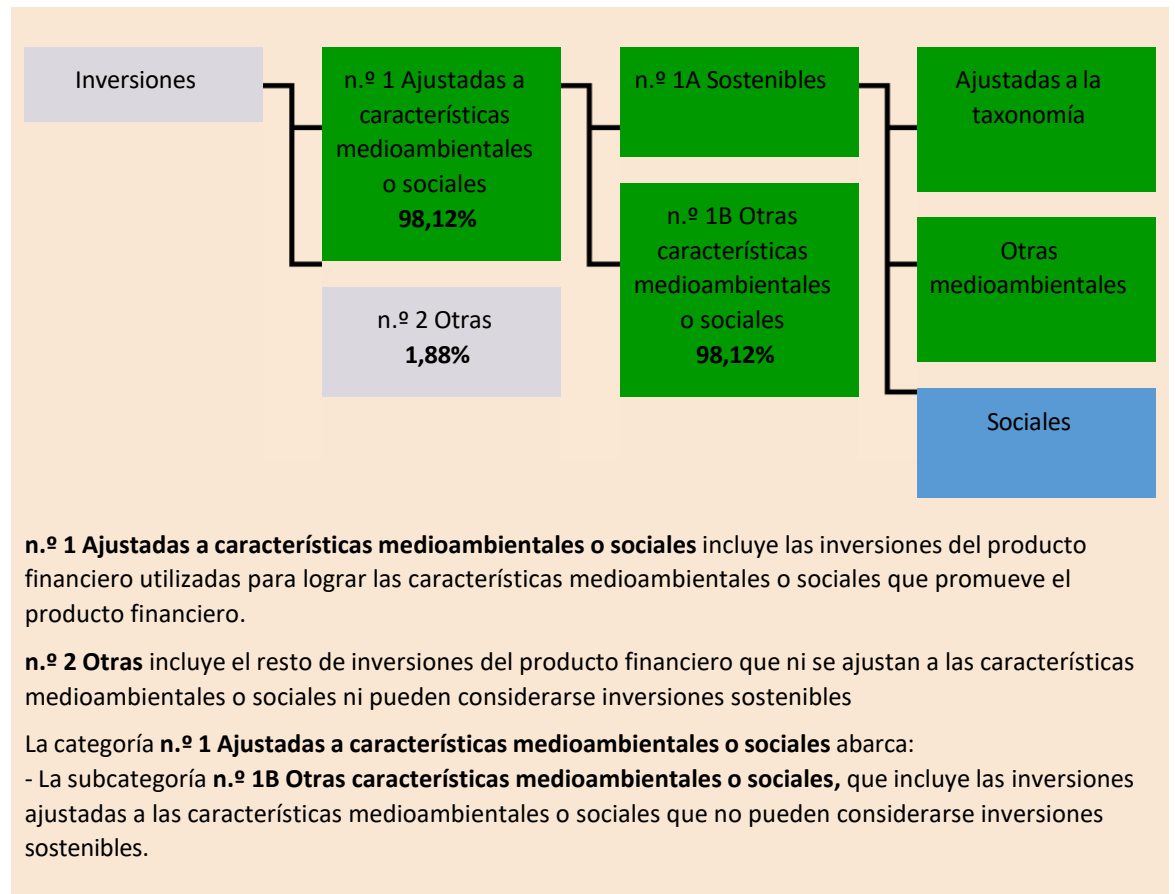 Inversiones
n.º 1 Ajustadas a
características
medioambientales
o sociales
98,12%
n.º 2 Otras
1,88%
n.º 1A Sostenibles
n.º 1B Otras
características
medioambientales
o sociales
98,12%
Ajustadas a la
taxonomía
Otras
medioambientales
Sociales
n.º 1 Ajustadas a características medioambientales o sociales incluye las inversiones del producto
financiero utilizadas para lograr las características medioambientales o sociales que promueve el
producto financiero.
n.º 2 Otras incluye el resto de inversiones del producto financiero que ni se ajustan a las características
medioambientales o sociales ni pueden considerarse inversiones sostenibles
La categoría n.º 1 Ajustadas a características medioambientales o sociales abarca:
- La subcategoría n.º 1B Otras características medioambientales o sociales, que incluye las inversiones
ajustadas a las características medioambientales o sociales que no pueden considerarse inversiones
sostenibles.